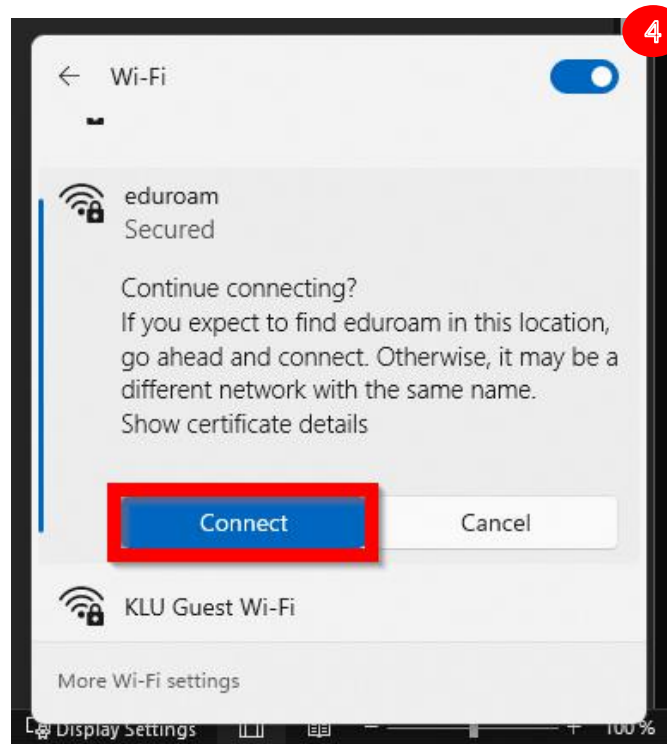 4
Wi-Fi
eduroam
Secured
Continue connecting?
If you expect to find eduroam in this location,
go ahead and connect. Otherwise, it may be a
different network with the same name.
Show certificate details
Connect
Cancel
KLU Guest Wi-Fi
More Wi-Fi settings
Display Settings
100%